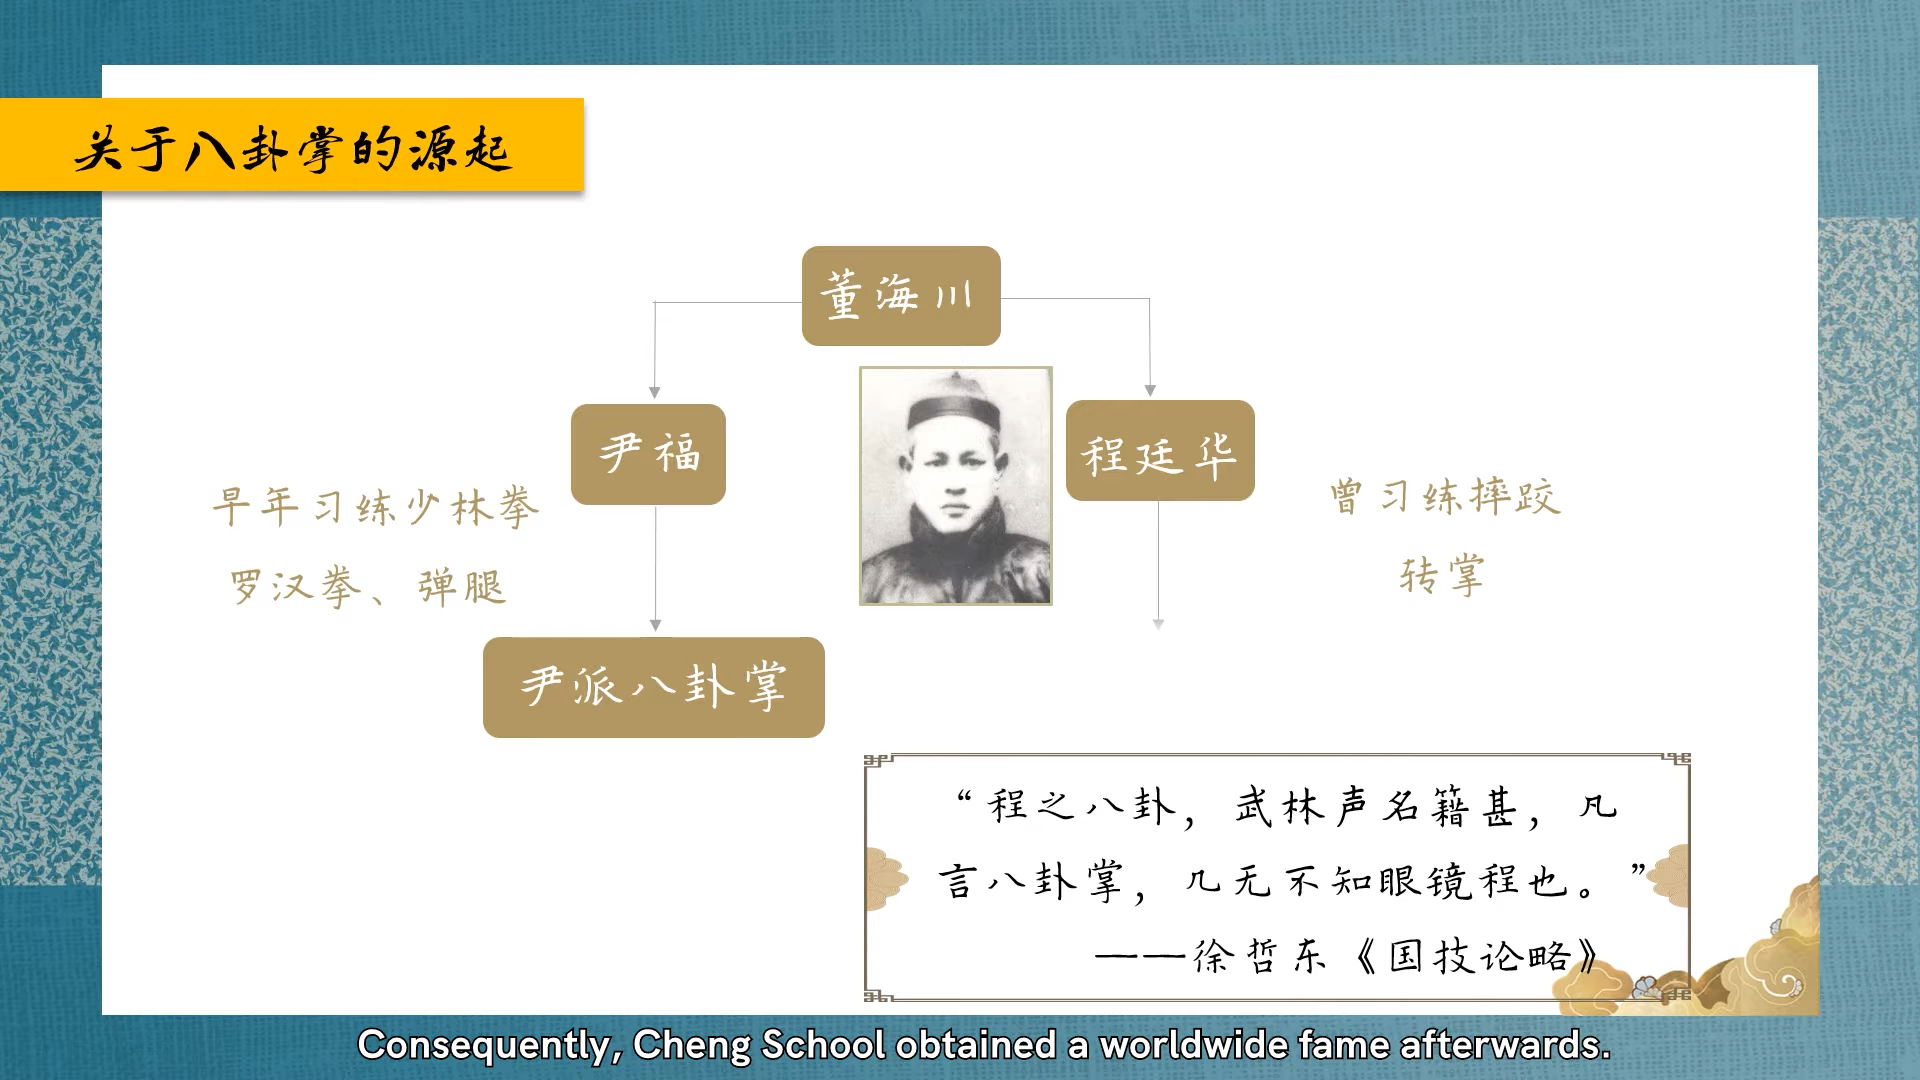 关于八卦掌的源起
董海川
尹福
程廷华
早年习练少林拳
罗汉拳、弹腿
曾习练摔跤
转掌
尹派八卦掌
“程之八卦，武林声名籍甚，凡
言八卦掌，几无不知眼镜程也。”
——徐哲东《国技论略》
Consequently, Cheng School obtained a worldwide fame afterwards.